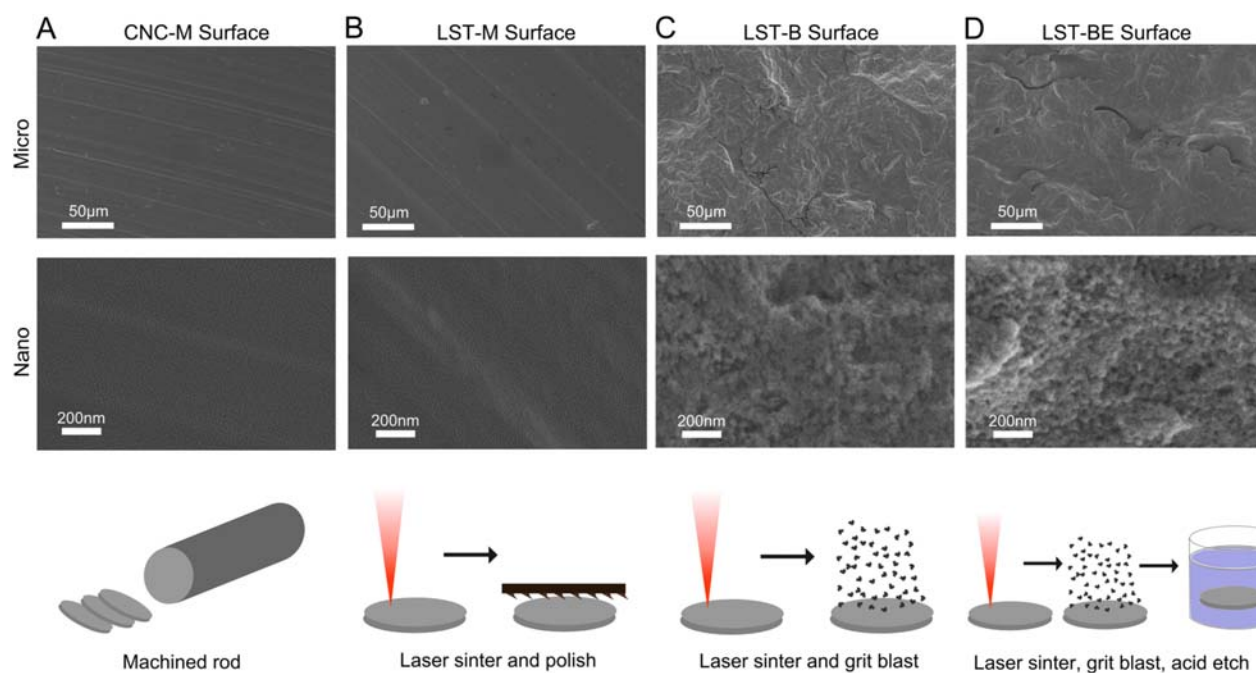 A CNC-M Surface
B LST-M Surface
C LST-B Surface
D LST-BE Surface
Micro
50μm
50μm
50μm
50μm
Nano
200nm
200nm
200nm
200nm
Machined rod
Laser sinter and polish
Laser sinter and grit blast
Laser sinter, grit blast, acid etch